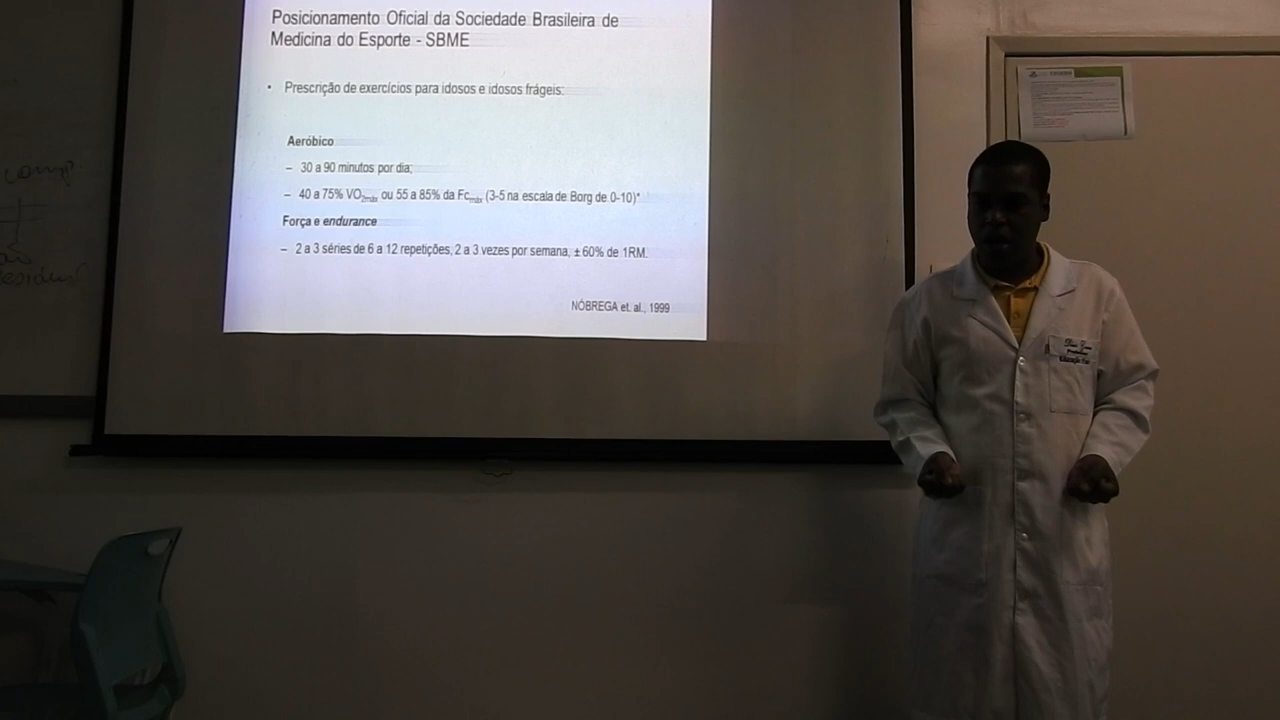 Posicionamento Oficial da Sociedade Brasileira de
Medicina do Esporte - SBME
• Prescrição de exercícios para idosos e idosos frágeis:
Aeróbico
– 30 a 90 minutos por dia;
– 40 a 75% VO2máx ou 55 a 85% da Fcmáx (3-5 na escala de Borg de 0-10)*
Força e endurance
– 2 a 3 séries de 6 a 12 repetições, 2 a 3 vezes por semana, ± 60% de 1RM.
NÓBREGA et. al., 1999